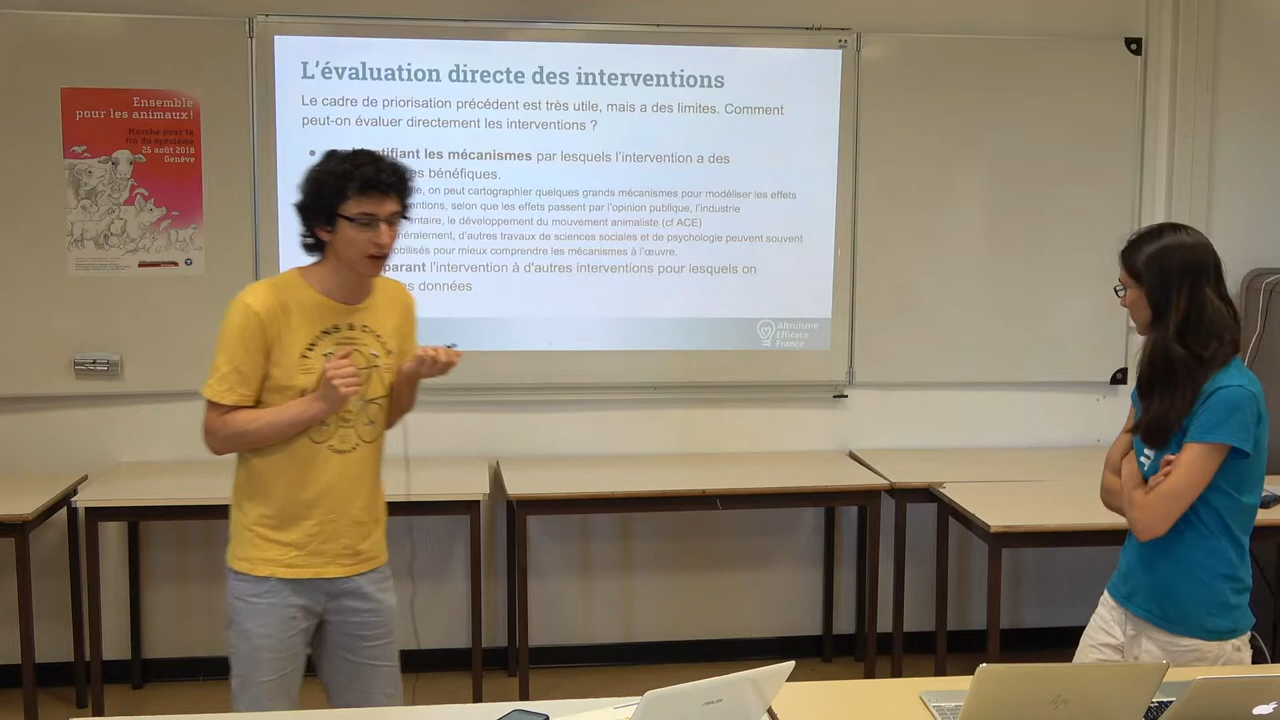 Ensemble
pour les animaux!
Marche pour la
fin du spécisme
25 août 2018
Genève
L'évaluation directe des interventions
Le cadre de priorisation précédent est très utile, mais a des limites. Comment
peut-on évaluer directement les interventions ?
les mécanismes par lesquels l'intervention a des
bénéfiques.
on peut cartographier quelques grands mécanismes pour modéliser les effets
selon que les effets passent par l'opinion publique, l'industrie
le développement du mouvement animaliste (cf ACE)
d'autres travaux de sciences sociales et de psychologie peuvent souvent
pour mieux comprendre les mécanismes à l'œuvre.
l'intervention à d'autres interventions pour lesquels on
données
Altruisme
Efficace
France
TWINS & CYCLE